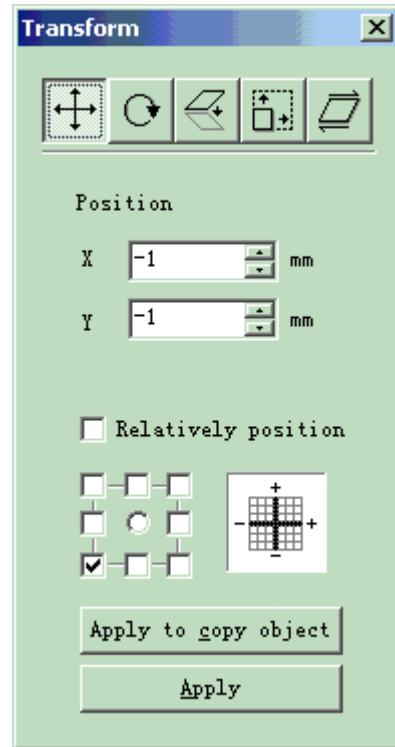 Transform
Position
X -1 mm
Y -1 mm
Relatively position
+
- +
-
Apply to copy object
Apply